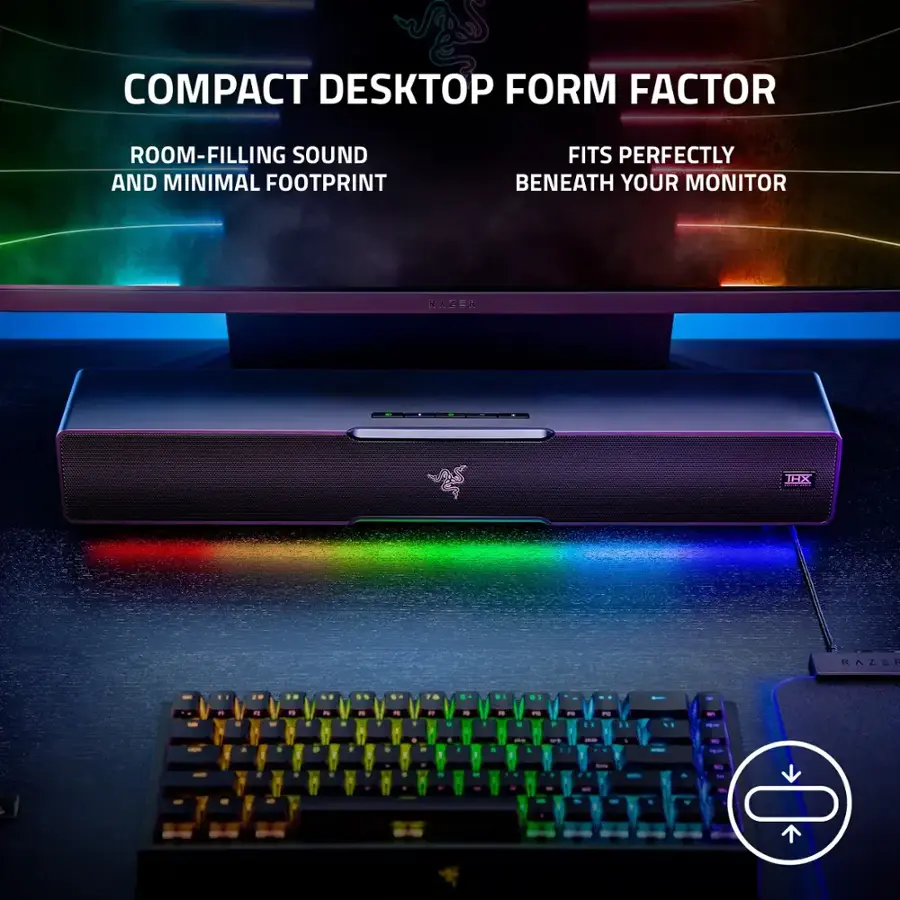 COMPACT DESKTOP FORM FACTOR
ROOM-FILLING SOUND
AND MINIMAL FOOTPRINT
FITS PERFECTLY
BENEATH YOUR MONITOR
RAZER
THX
RAZER